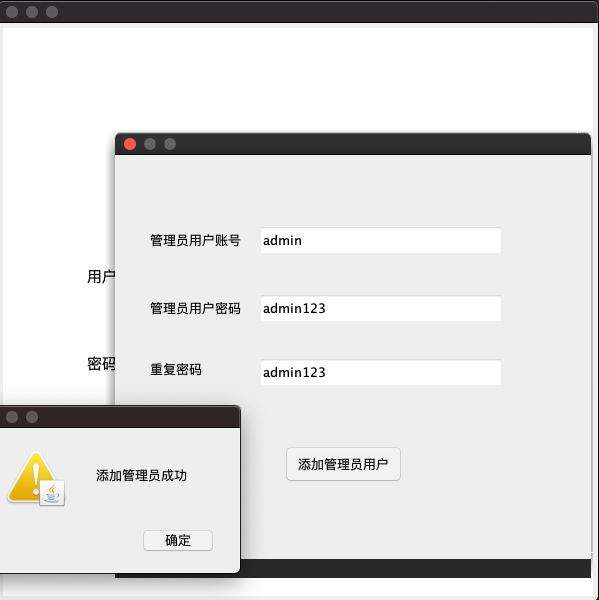 管理员用户账号 admin
用户
管理员用户密码 admin123
密码
重复密码 admin123
添加管理员用户
添加管理员成功
确定